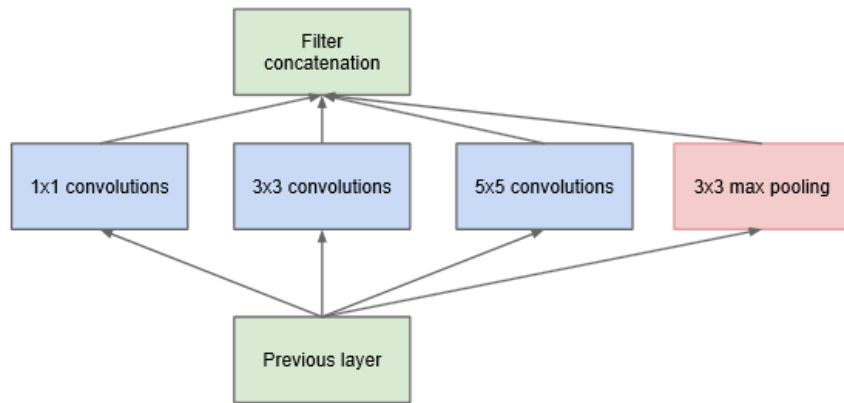 Filter
concatenation
1x1 convolutions
3x3 convolutions
5x5 convolutions
3x3 max pooling
Previous layer